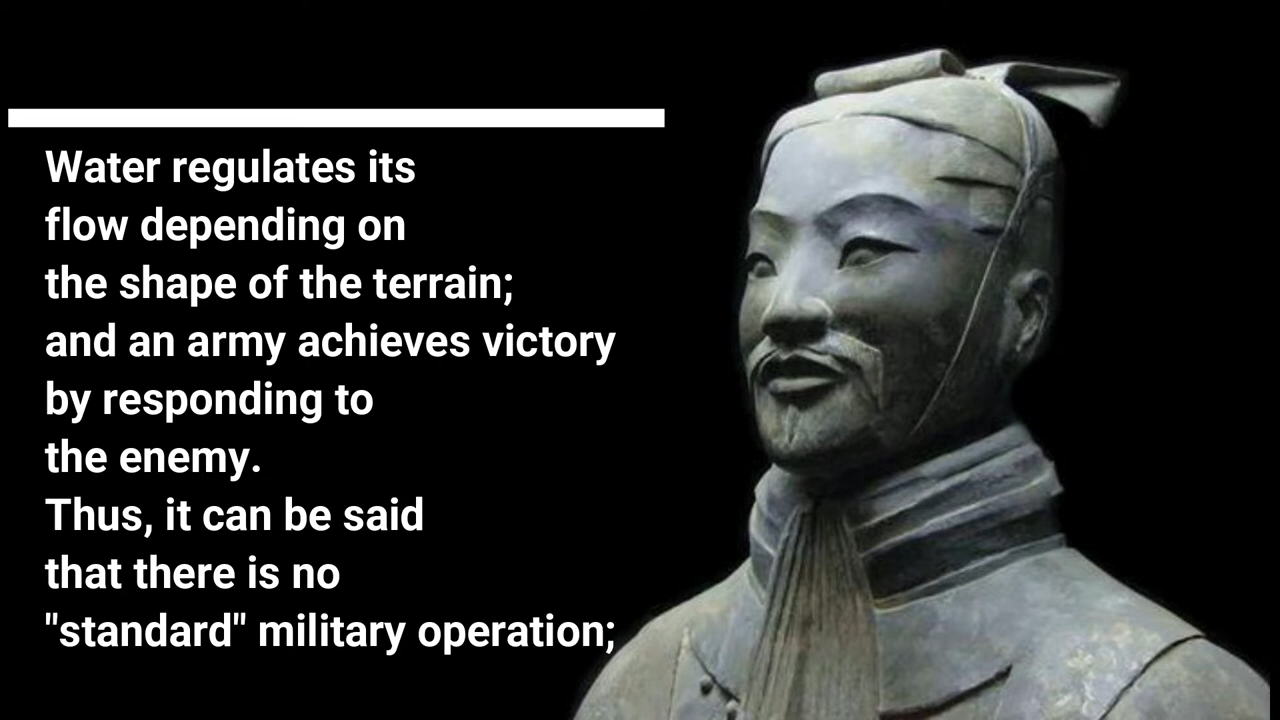 Water regulates its
flow depending on
the shape of the terrain;
and an army achieves victory
by responding to
the enemy.
Thus, it can be said
that there is no
"standard" military operation;